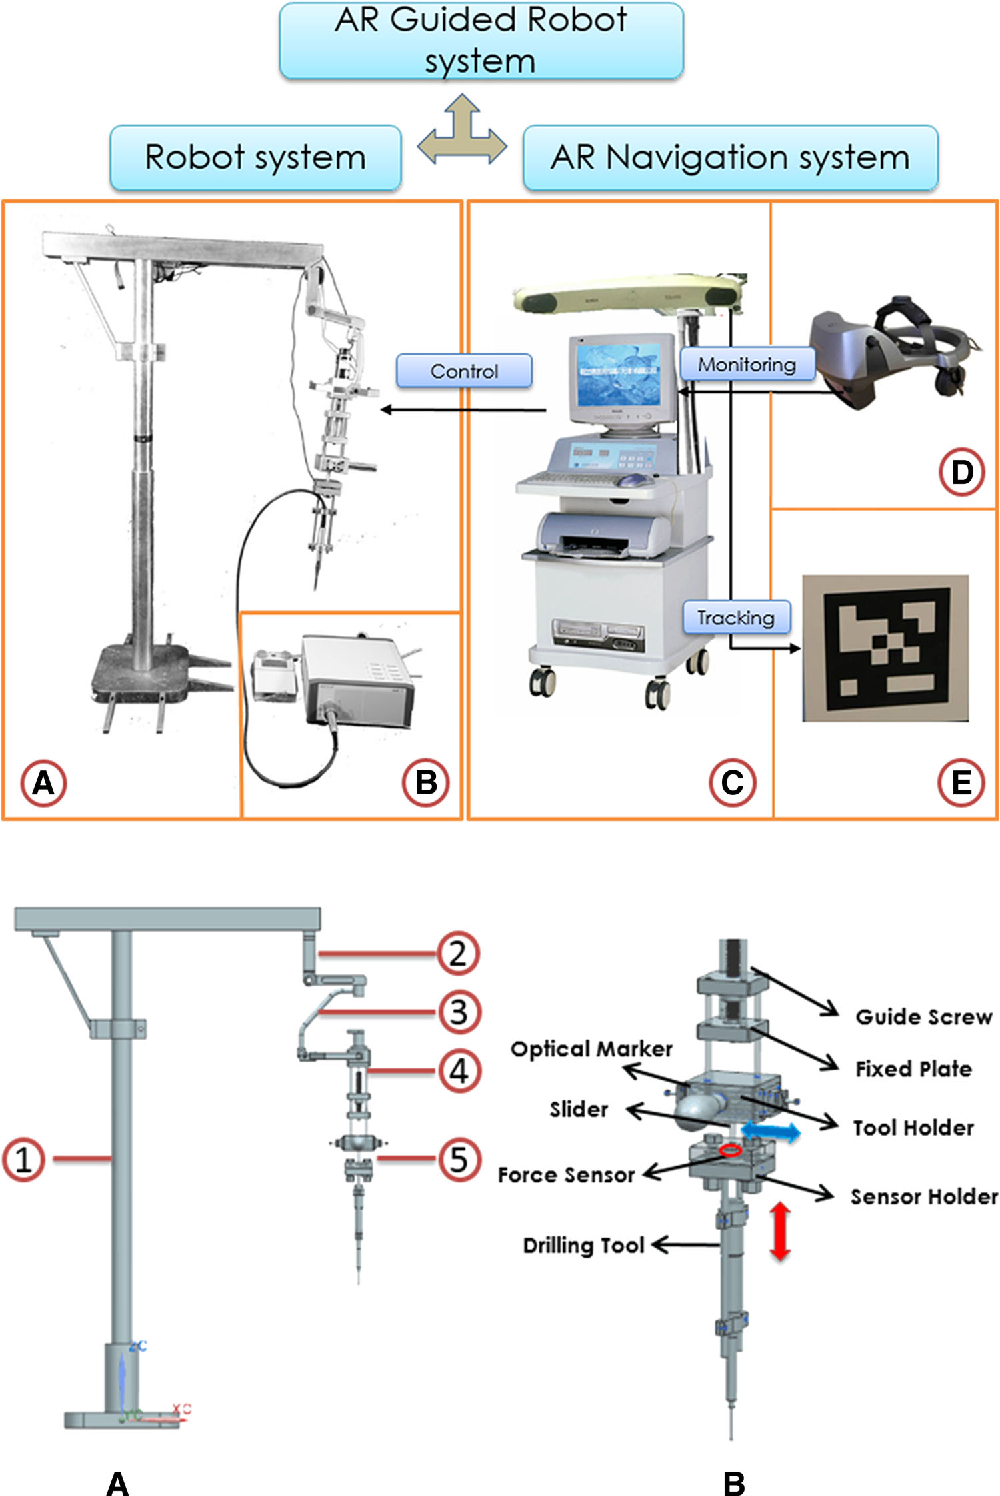 AR Guided Robot
system
Robot system
AR Navigation system
Control
Monitoring
Tracking
A
B
C
D
E
1
2
3
4
5
ZC
YC
XC
A
Guide Screw
Fixed Plate
Optical Marker
Slider
Tool Holder
Force Sensor
Sensor Holder
Drilling Tool
B